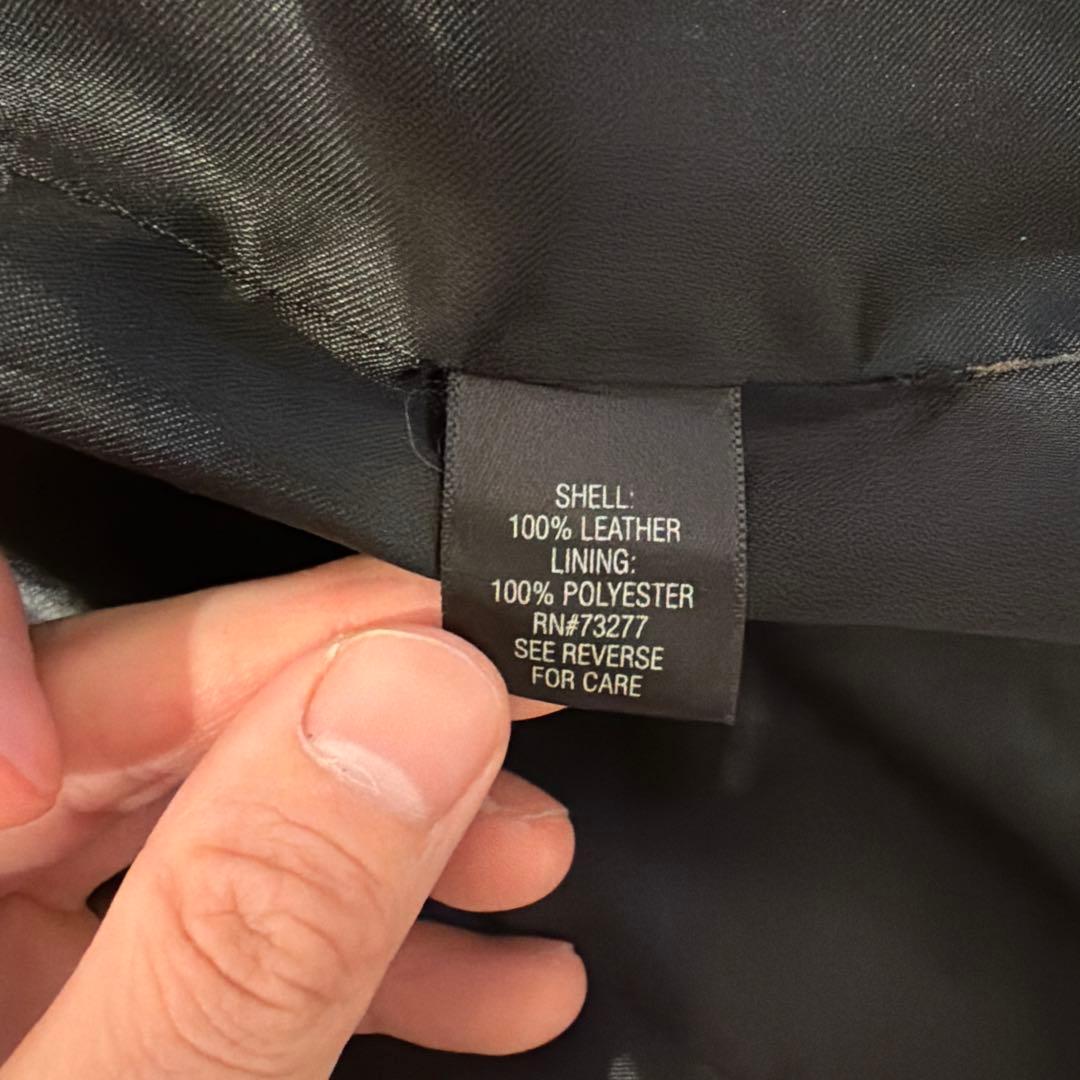 SHELL:
100% LEATHER
LINING:
100% POLYESTER
RN#73277
SEE REVERSE
FOR CARE